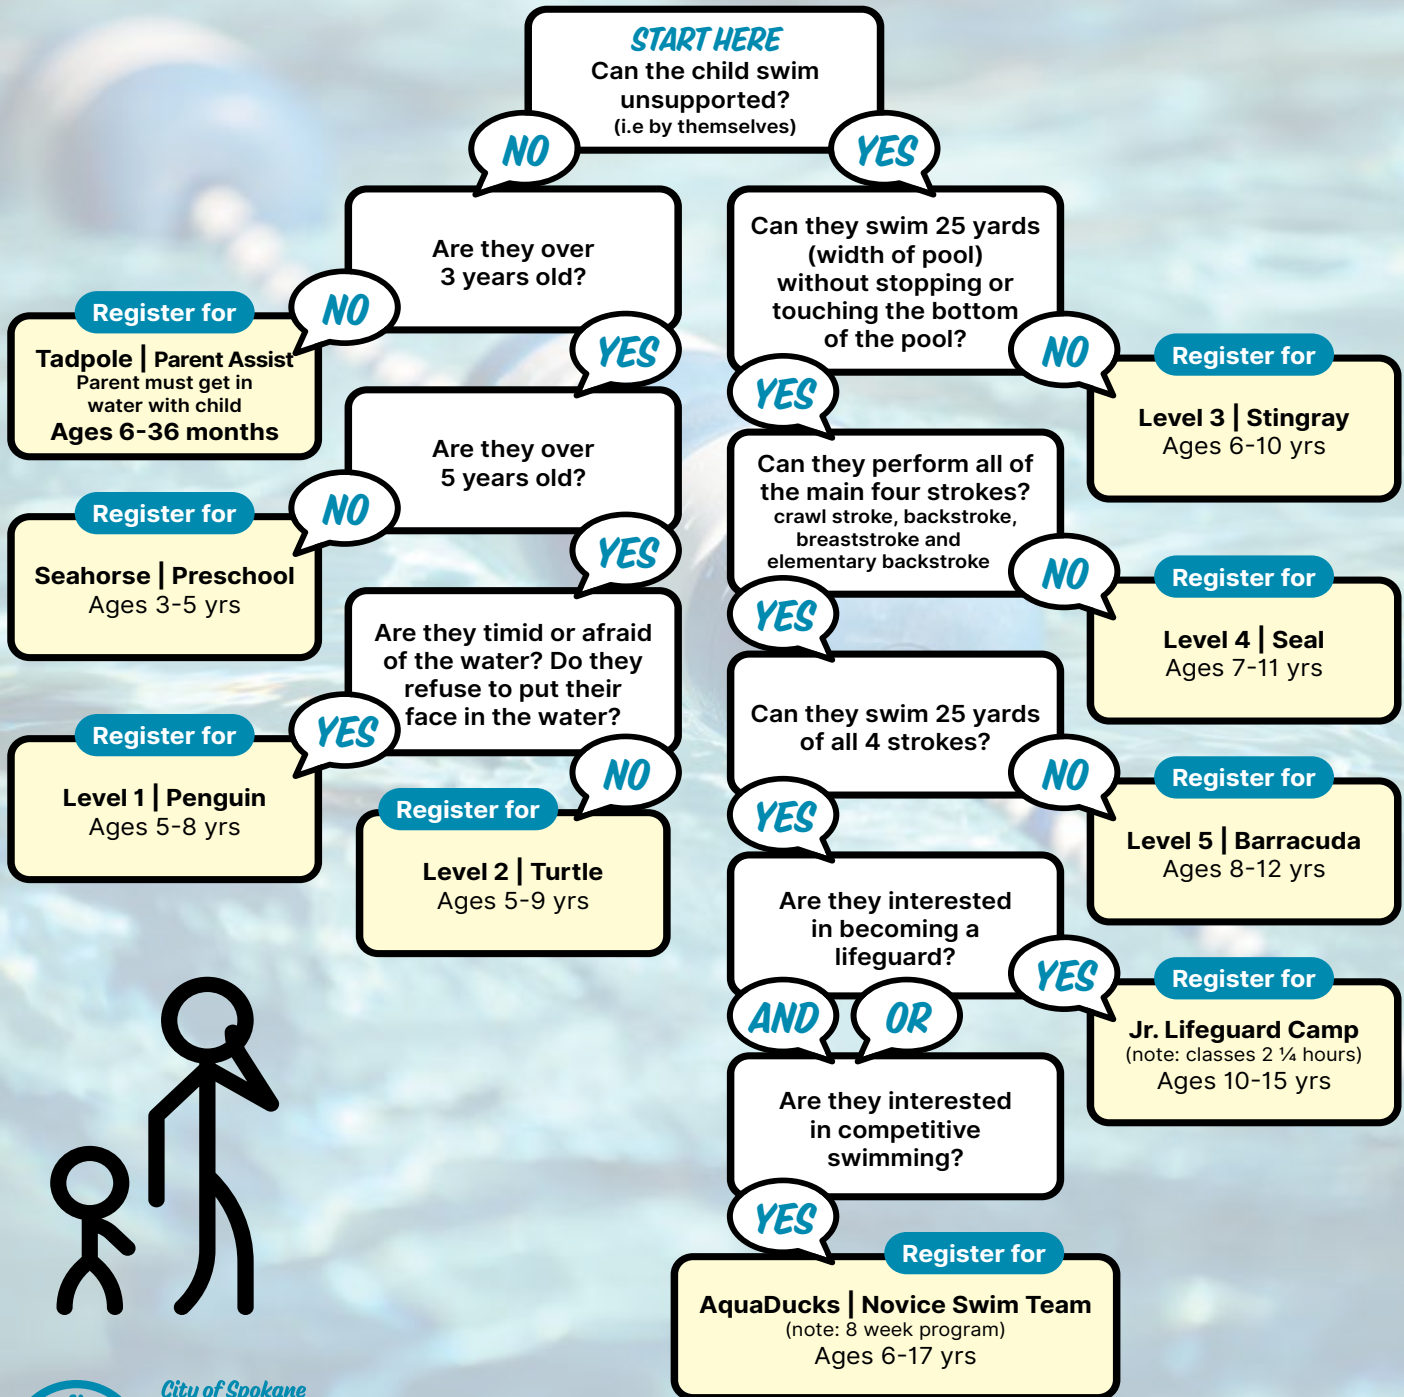 START HERE
Can the child swim
unsupported?
(i.e by themselves)
NO
YES
Are they over
3 years old?
NO
YES
Register for
Tadpole | Parent Assist
Parent must get in
water with child
Ages 6-36 months
Are they over
5 years old?
NO
YES
Register for
Seahorse | Preschool
Ages 3-5 yrs
Are they timid or afraid
of the water? Do they
refuse to put their
face in the water?
YES
NO
Register for
Level 1 | Penguin
Ages 5-8 yrs
Register for
Level 2 | Turtle
Ages 5-9 yrs
Can they swim 25 yards
(width of pool)
without stopping or
touching the bottom
of the pool?
NO
YES
Register for
Level 3 | Stingray
Ages 6-10 yrs
Can they perform all of
the main four strokes?
crawl stroke, backstroke,
breaststroke and
elementary backstroke
NO
YES
Register for
Level 4 | Seal
Ages 7-11 yrs
Can they swim 25 yards
of all 4 strokes?
NO
YES
Register for
Level 5 | Barracuda
Ages 8-12 yrs
Are they interested
in becoming a
lifeguard?
YES
AND
OR
Register for
Jr. Lifeguard Camp
(note: classes 2 ¼ hours)
Ages 10-15 yrs
Are they interested
in competitive
swimming?
YES
Register for
AquaDucks | Novice Swim Team
(note: 8 week program)
Ages 6-17 yrs
City of Spokane